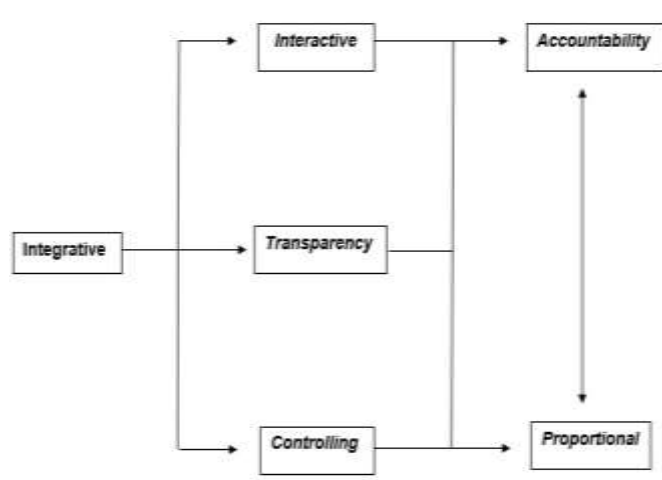 Interactive
Accountability
Integrative
Transparency
Controlling
Proportional